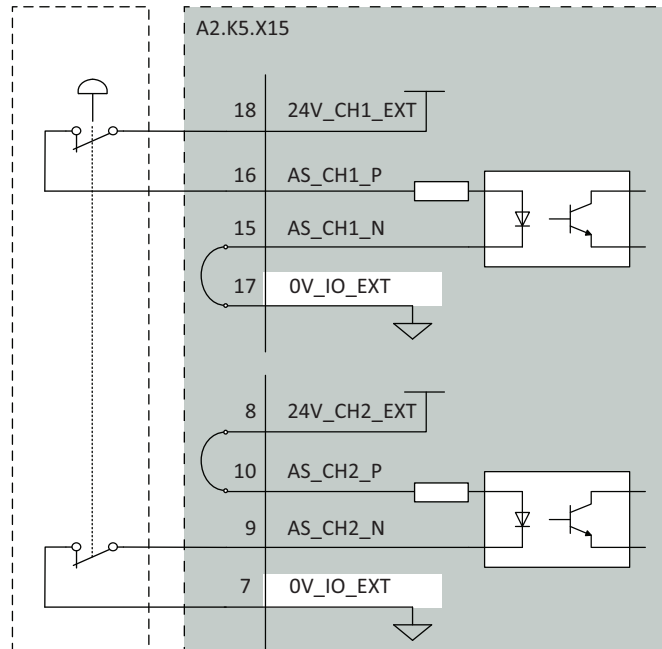 A2.K5.X15
18 24V_CH1_EXT
16 AS_CH1_P
15 AS_CH1_N
17 0V_IO_EXT
8 24V_CH2_EXT
10 AS_CH2_P
9 AS_CH2_N
7 0V_IO_EXT